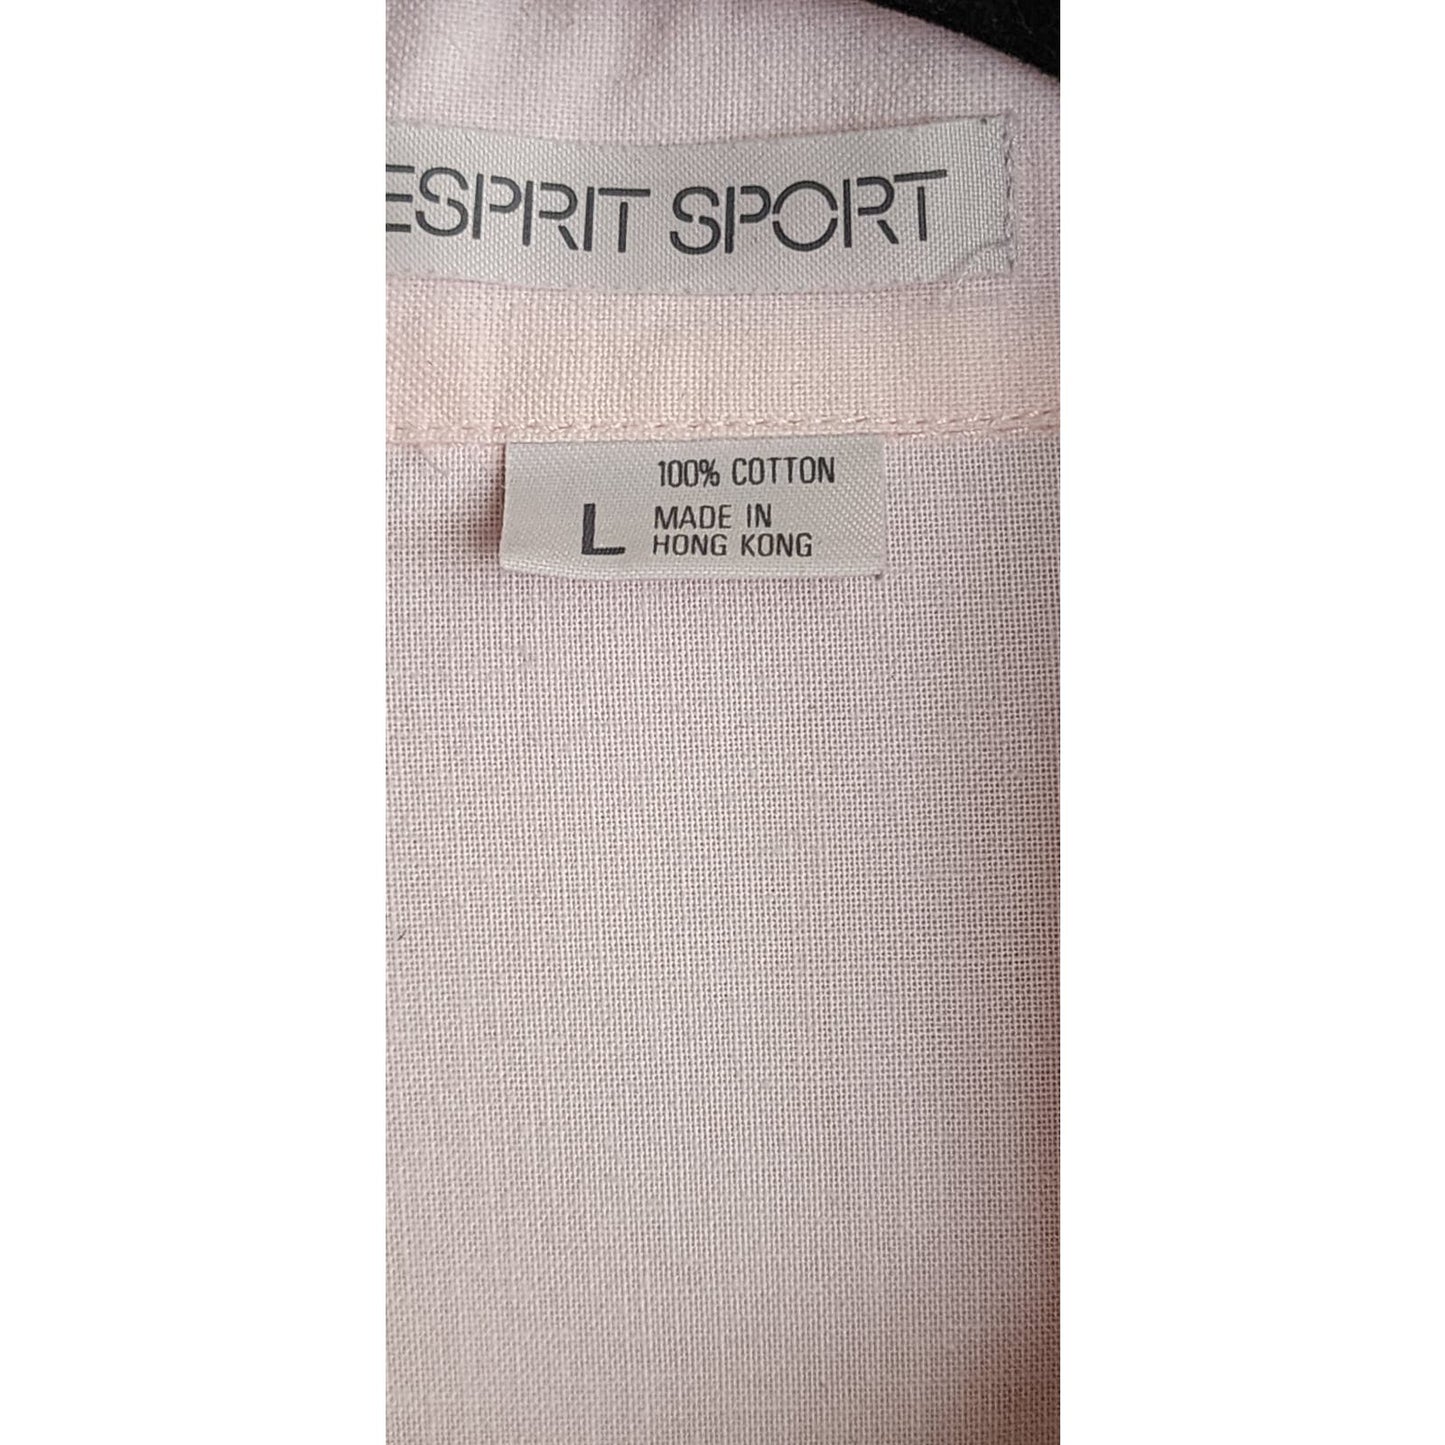 ESPRIT SPORT
100% COTTON
L MADE IN
HONG KONG